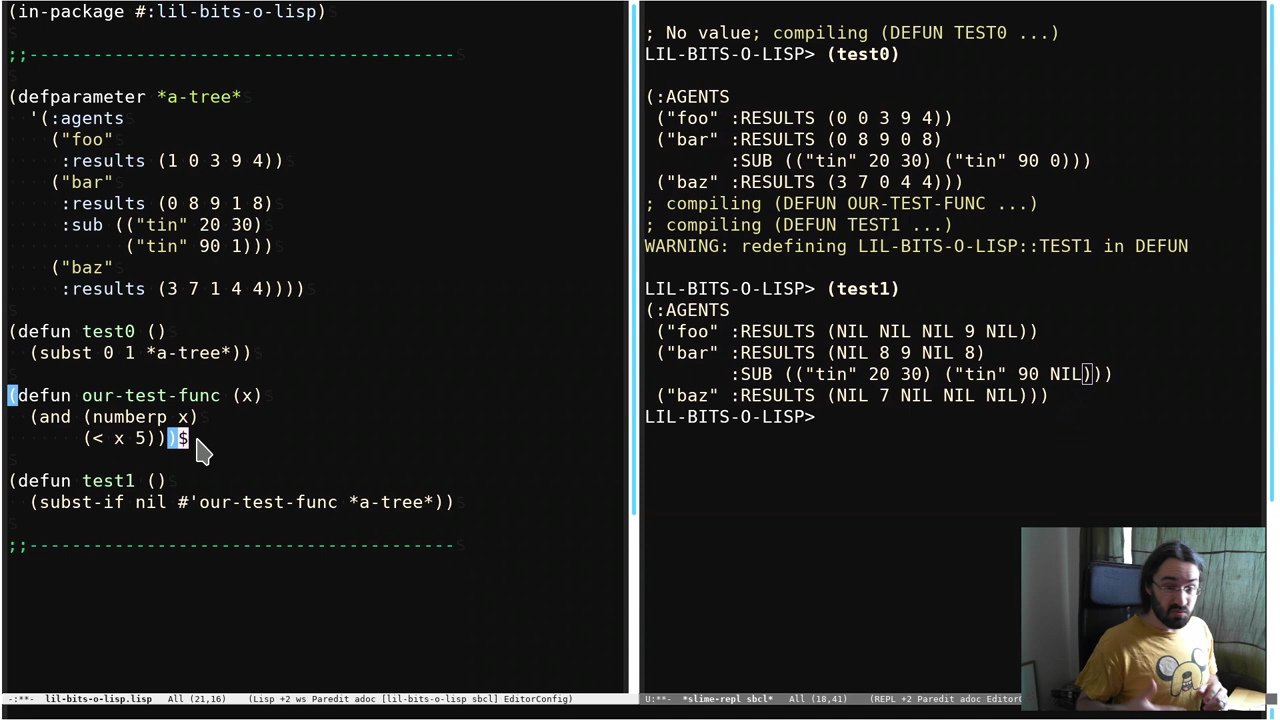 (in-package #:lil-bits-o-lisp)
;;----------------------------------------
(defparameter *a-tree*
'(:agents
("foo"
:results (1 0 3 9 4))
("bar"
:results (0 8 9 1 8)
:sub (("tin" 20 30)
("tin" 90 1)))
("baz"
:results (3 7 1 4 4))))
(defun test0 ()
(subst 0 1 *a-tree*))
(defun our-test-func (x)
(and (numberp x)
(< x 5)))$
(defun test1 ()
(subst-if nil #'our-test-func *a-tree*))
;;----------------------------------------
-:**- lil-bits-o-lisp.lisp All (21,16) (Lisp +2 ws Paredit adoc [lil-bits-o-lisp sbcl] EditorConfig)
; No value; compiling (DEFUN TEST0 ...)
LIL-BITS-O-LISP> (test0)
(:AGENTS
("foo" :RESULTS (0 0 3 9 4))
("bar" :RESULTS (0 8 9 0 8)
:SUB (("tin" 20 30) ("tin" 90 0)))
("baz" :RESULTS (3 7 0 4 4)))
; compiling (DEFUN OUR-TEST-FUNC ...)
; compiling (DEFUN TEST1 ...)
WARNING: redefining LIL-BITS-O-LISP::TEST1 in DEFUN
LIL-BITS-O-LISP> (test1)
(:AGENTS
("foo" :RESULTS (NIL NIL NIL 9 NIL))
("bar" :RESULTS (NIL 8 9 NIL 8)
:SUB (("tin" 20 30) ("tin" 90 NIL)))
("baz" :RESULTS (NIL 7 NIL NIL NIL)))
LIL-BITS-O-LISP>
U:**- *slime-repl sbcl* All (18,41) (REPL +2 Paredit adoc EditorC